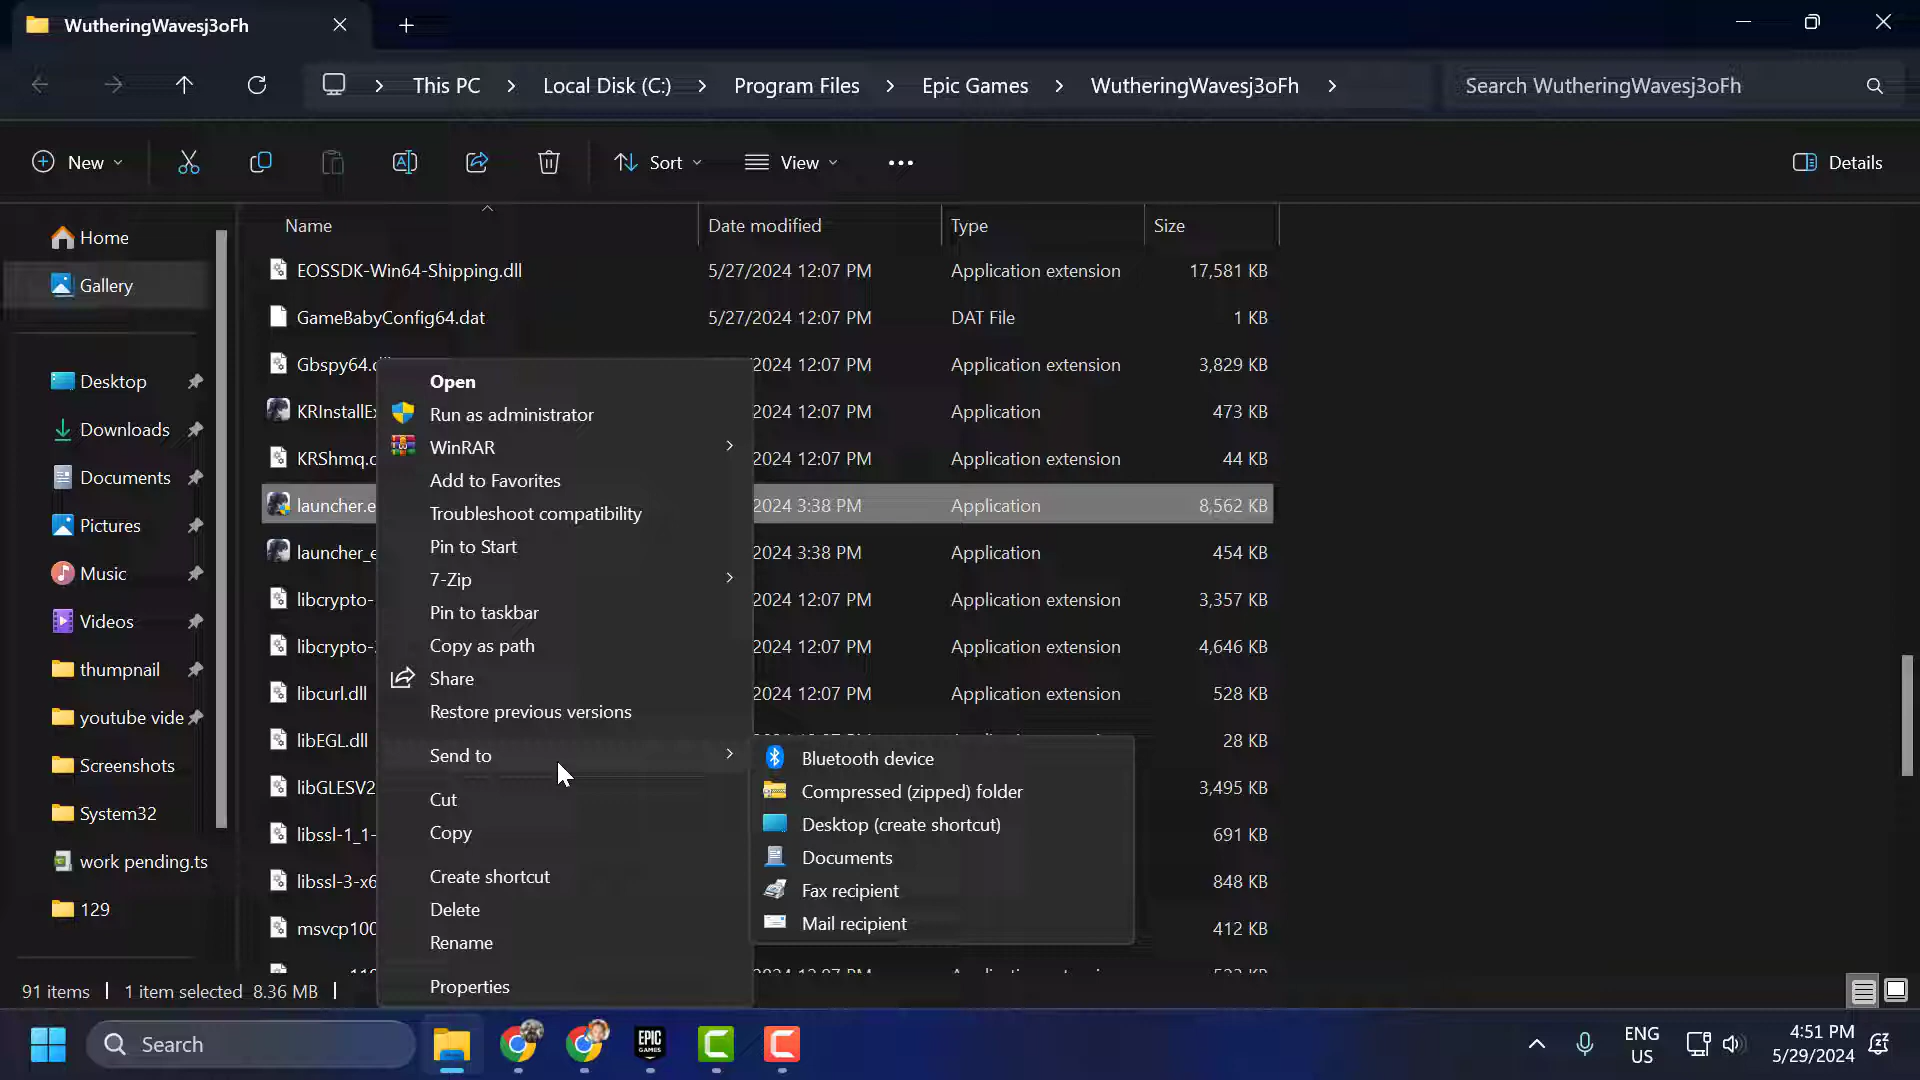 WutheringWavesj3oFh
This PC > Local Disk (C:) > Program Files > Epic Games > WutheringWavesj3oFh >
Search WutheringWavesj3oFh
New
Sort
View
Details
Home
Gallery
Desktop
Downloads
Documents
Pictures
Music
Videos
thumpnail
youtube vide
Screenshots
System32
work pending.ts
129
Name Date modified Type Size
EOSSDK-Win64-Shipping.dll 5/27/2024 12:07 PM Application extension 17,581 KB
GameBabyConfig64.dat 5/27/2024 12:07 PM DAT File 1 KB
Gbspy64. 2024 12:07 PM Application extension 3,829 KB
KRInstallEx 2024 12:07 PM Application 473 KB
KRShmq.d 2024 12:07 PM Application extension 44 KB
launcher.e 2024 3:38 PM Application 8,562 KB
launcher_e 2024 3:38 PM Application 454 KB
libcrypto- 2024 12:07 PM Application extension 3,357 KB
libcrypto- 2024 12:07 PM Application extension 4,646 KB
libcurl.dll 2024 12:07 PM Application extension 528 KB
libEGL.dll 28 KB
libGLESV2 3,495 KB
libssl-1_1- 691 KB
libssl-3-x6 848 KB
msvcp100 412 KB
Open
Run as administrator
WinRAR
Add to Favorites
Troubleshoot compatibility
Pin to Start
7-Zip
Pin to taskbar
Copy as path
Share
Restore previous versions
Send to
Cut
Copy
Create shortcut
Delete
Rename
Properties
Bluetooth device
Compressed (zipped) folder
Desktop (create shortcut)
Documents
Fax recipient
Mail recipient
91 items | 1 item selected 8.36 MB |
Search
EPIC
GAMES
ENG
US
4:51 PM
5/29/2024